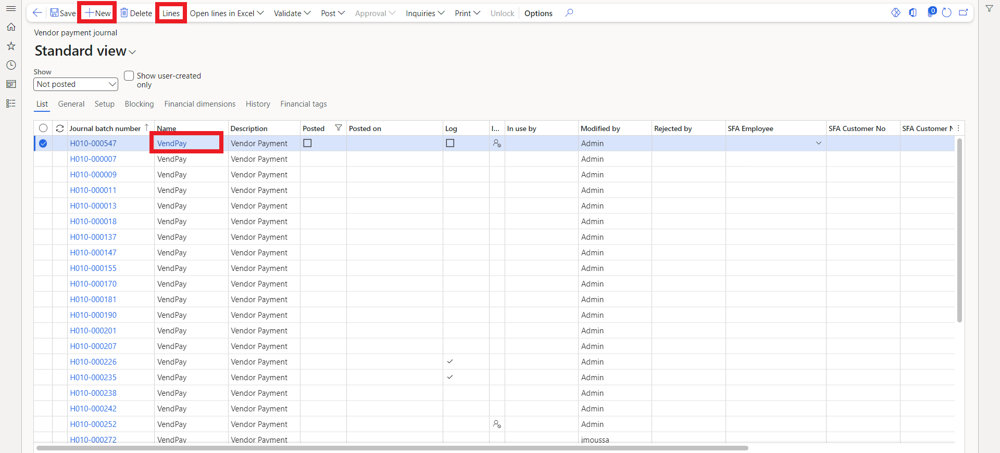 Save New Delete Lines Open lines in Excel Validate Post Approval Inquiries Print Unlock Options 0
Vendor payment journal
Standard view
Show
Not posted
Show user-created
only
List General Setup Blocking Financial dimensions History Financial tags
Journal batch number Name Description Posted Posted on Log I... In use by Modified by Rejected by SFA Employee SFA Customer No SFA Customer N
H010-000547 VendPay Vendor Payment Admin
H010-000007 VendPay Vendor Payment Admin
H010-000009 VendPay Vendor Payment Admin
H010-000011 VendPay Vendor Payment Admin
H010-000013 VendPay Vendor Payment Admin
H010-000018 VendPay Vendor Payment Admin
H010-000137 VendPay Vendor Payment Admin
H010-000147 VendPay Vendor Payment Admin
H010-000155 VendPay Vendor Payment Admin
H010-000170 VendPay Vendor Payment Admin
H010-000181 VendPay Vendor Payment Admin
H010-000190 VendPay Vendor Payment Admin
H010-000201 VendPay Vendor Payment Admin
H010-000207 VendPay Vendor Payment Admin
H010-000226 VendPay Vendor Payment Admin
H010-000235 VendPay Vendor Payment Admin
H010-000238 VendPay Vendor Payment Admin
H010-000242 VendPay Vendor Payment Admin
H010-000252 VendPay Vendor Payment Admin
H010-000272 VendPay Vendor Payment jmoussa